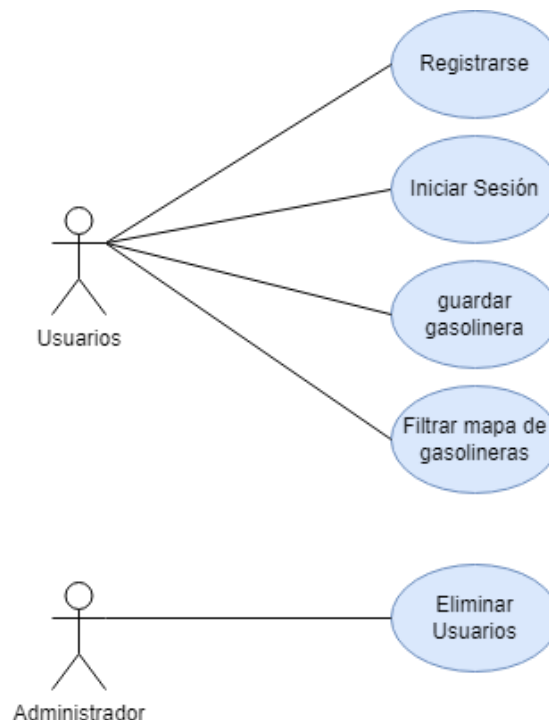 Registrarse
Iniciar Sesión
guardar
gasolinera
Usuarios
Filtrar mapa de
gasolineras
Eliminar
Usuarios
Administrador